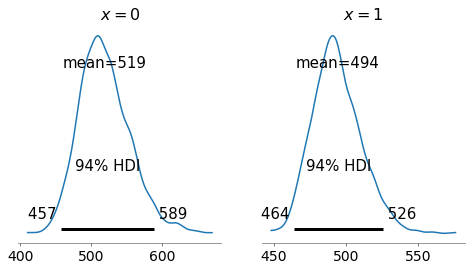 x = 0
mean=519
94% HDI
457 589
400 500 600
x = 1
mean=494
94% HDI
464 526
450 500 550